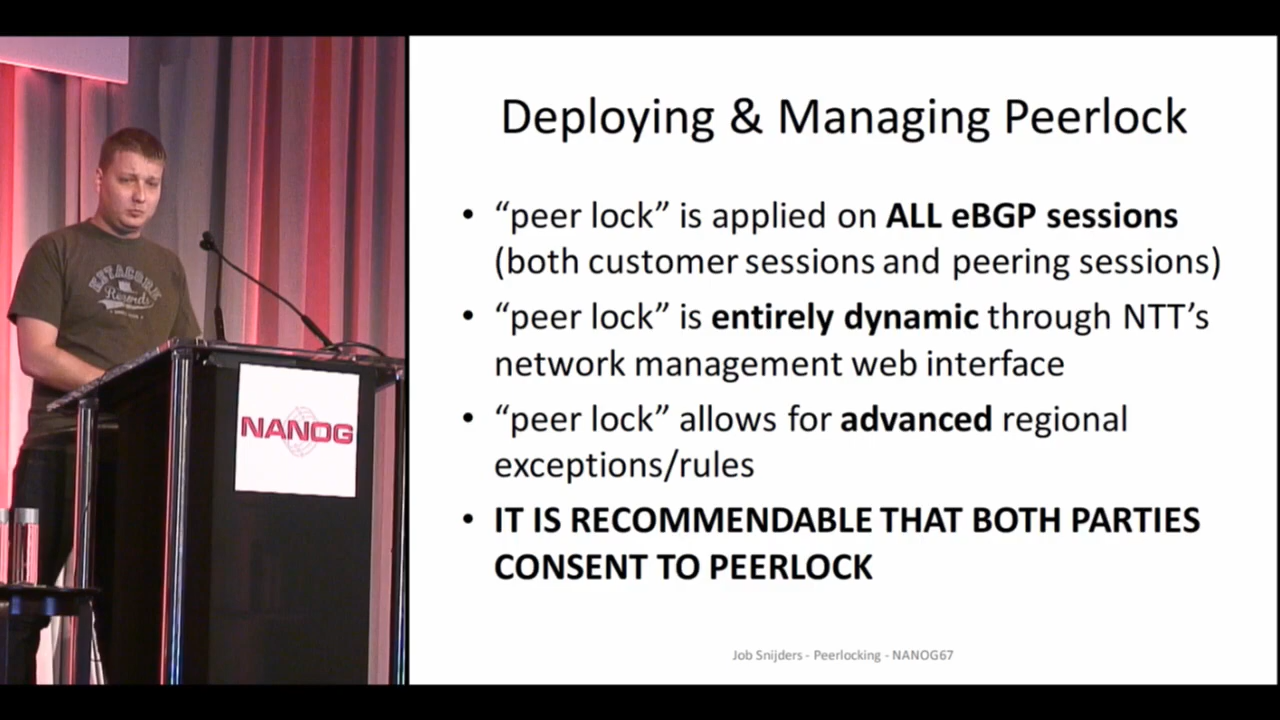 Deploying & Managing Peerlock
• “peer lock” is applied on ALL eBGP sessions
(both customer sessions and peering sessions)
• “peer lock” is entirely dynamic through NTT’s
network management web interface
• “peer lock” allows for advanced regional
exceptions/rules
• IT IS RECOMMENDABLE THAT BOTH PARTIES
CONSENT TO PEERLOCK
Job Snijders - Peerlocking - NANOG67
NANOG
Records